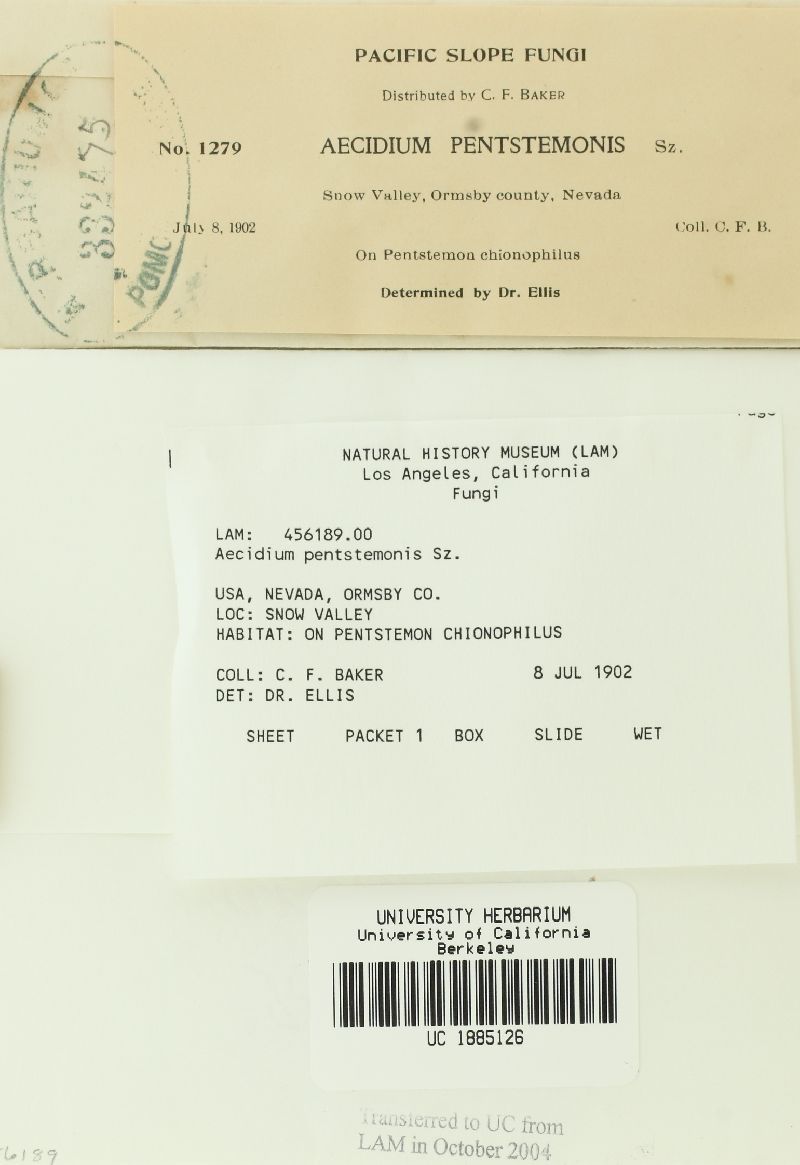 PACIFIC SLOPE FUNGI
Distributed by C. F. BAKER
No. 1279 AECIDIUM PENTSTEMONIS Sz.
Snow Valley, Ormsby county, Nevada
July 8, 1902 Coll. C. F. B.
On Pentstemon chionophilus
Determined by Dr. Ellis
POMO
NATURAL HISTORY MUSEUM (LAM)
Los Angeles, California
Fungi
LAM: 456189.00
Aecidium pentstemonis Sz.
USA, NEVADA, ORMSBY CO.
LOC: SNOW VALLEY
HABITAT: ON PENTSTEMON CHIONOPHILUS
COLL: C. F. BAKER 8 JUL 1902
DET: DR. ELLIS
SHEET PACKET 1 BOX SLIDE WET
UNIVERSITY HERBARIUM
University of California
Berkeley
UC 1885126
Transferred to UC from
LAM in October 2004
6189